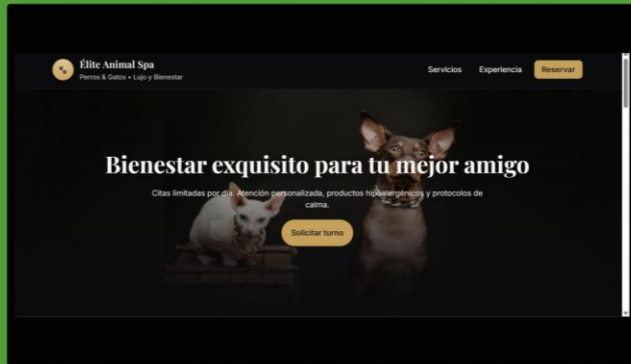 Élite Animal Spa
Perros & Gatos • Lujo y Bienestar
Servicios Experiencia Reservar
Bienestar exquisito para tu mejor amigo
Citas limitadas por día. Atención personalizada, productos hipoalergénicos y protocolos de
calma.
Solicitar turno